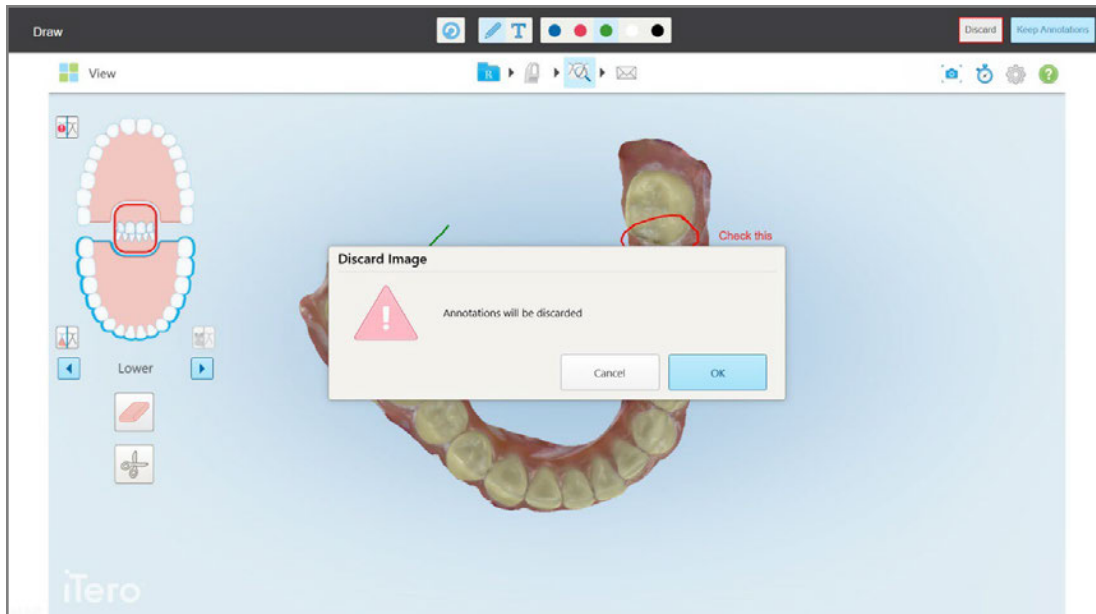 Draw
T
Discard
Keep Annotations
View
R
?
Check this
Discard Image
!
Annotations will be discarded
Cancel
OK
Lower
iTero